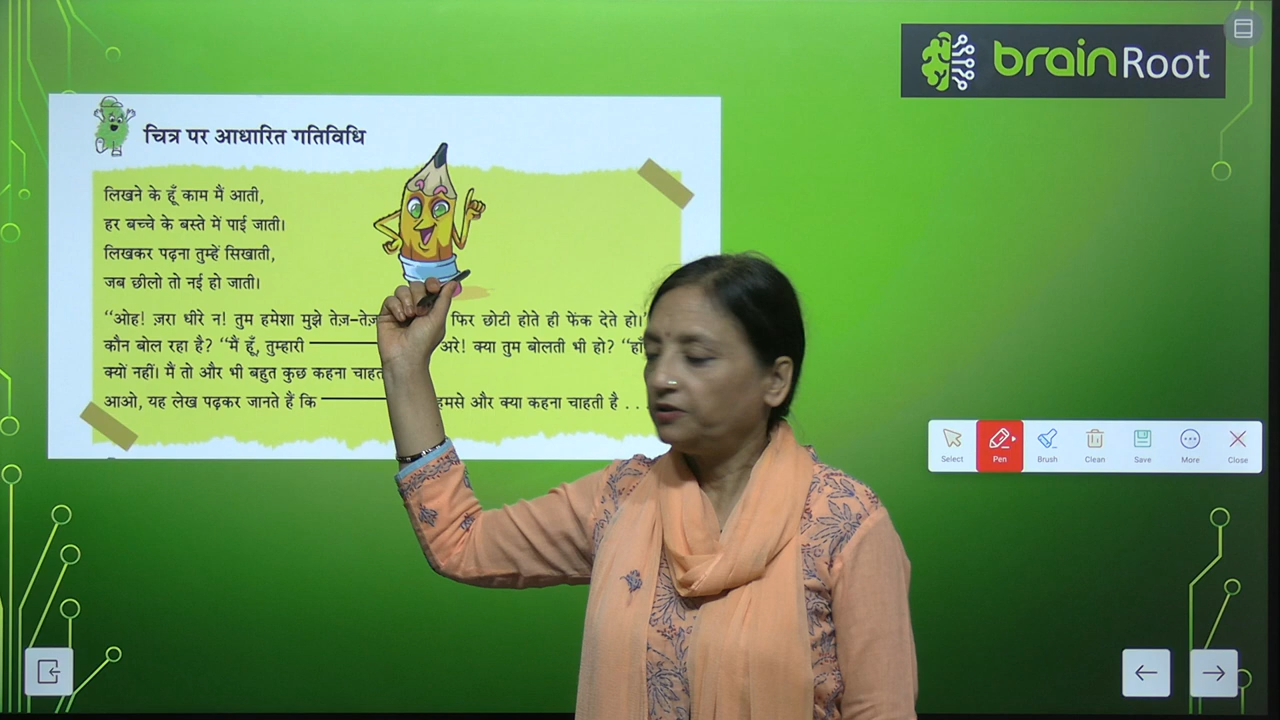 brainRoot
चित्र पर आधारित गतिविधि
लिखने के हूँ काम मैं आती,
हर बच्चे के बस्ते में पाई जाती।
लिखकर पढ़ना तुम्हें सिखाती,
जब छीलो तो नई हो जाती।
“ओह! ज़रा धीरे न! तुम हमेशा मुझे तेज़-तेज़ फिर छोटी होते ही फेंक देते हो।”
कौन बोल रहा है? “मैं हूँ, तुम्हारी अरे! क्या तुम बोलती भी हो? “हाँ
क्यों नहीं। मैं तो और भी बहुत कुछ कहना
आओ, यह लेख पढ़कर जानते हैं कि हमसे और क्या कहना चाहती है . . .
Select Pen Brush Clean Save More Close